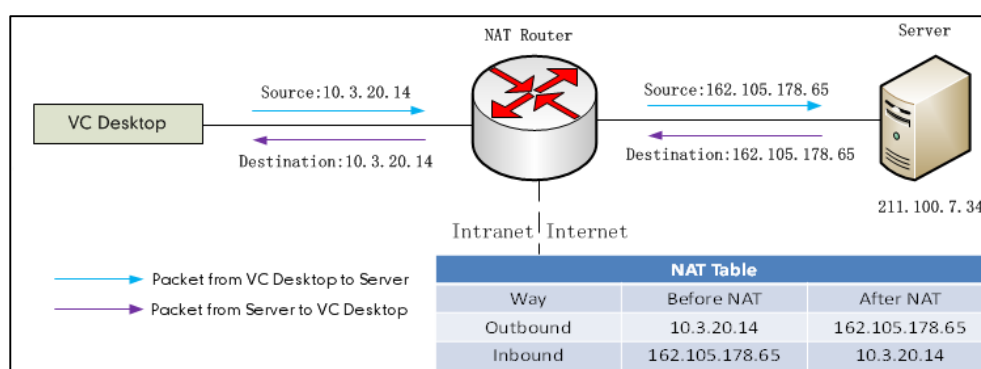 NAT Router
Server
Source:10.3.20.14
Source:162.105.178.65
VC Desktop
Destination:10.3.20.14
Destination:162.105.178.65
211.100.7.34
Intranet Internet
Packet from VC Desktop to Server
Packet from Server to VC Desktop
NAT Table
Way Before NAT After NAT
Outbound 10.3.20.14 162.105.178.65
Inbound 162.105.178.65 10.3.20.14